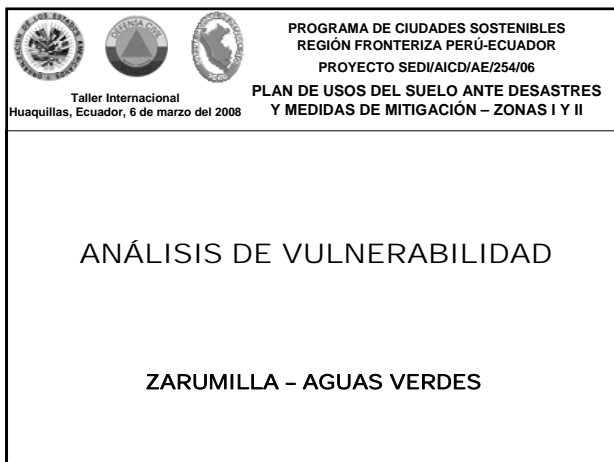 DEFENSA CIVIL
PROGRAMA DE CIUDADES SOSTENIBLES
REGIÓN FRONTERIZA PERÚ-ECUADOR
PROYECTO SEDI/AICD/AE/254/06
PLAN DE USOS DEL SUELO ANTE DESASTRES
Y MEDIDAS DE MITIGACIÓN – ZONAS I Y II
Taller Internacional
Huaquillas, Ecuador, 6 de marzo del 2008
ANÁLISIS DE VULNERABILIDAD
ZARUMILLA – AGUAS VERDES